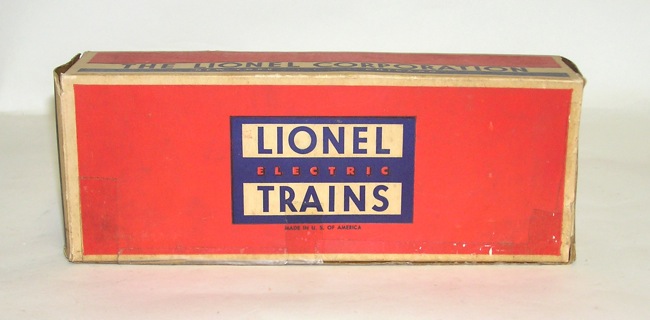 THE LIONEL CORPORATION
LIONEL
ELECTRIC
TRAINS
MADE IN U. S. OF AMERICA